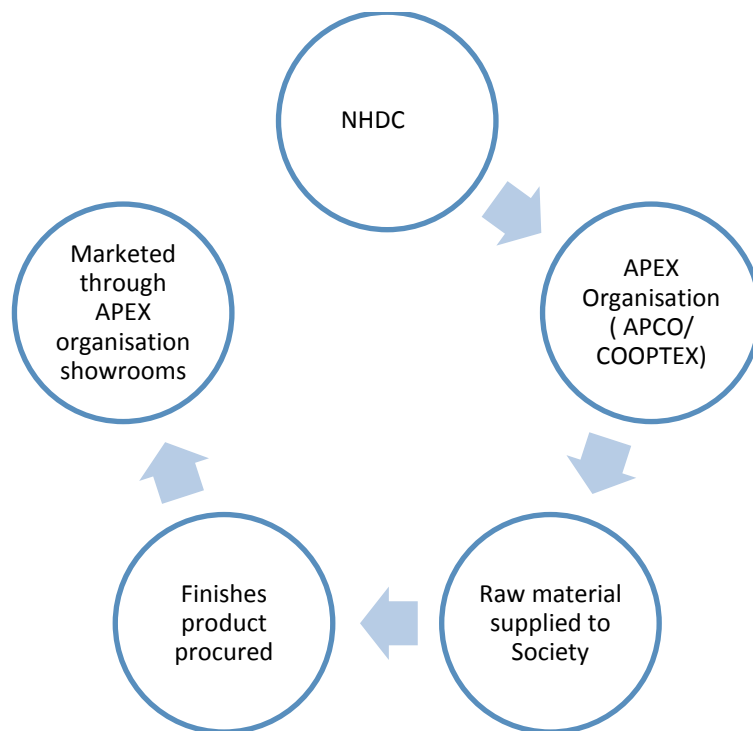 NHDC
APEX
Organisation
( APCO/
COOPTEX)
Raw material
supplied to
Society
Finishes
product
procured
Marketed
through
APEX
organisation
showrooms